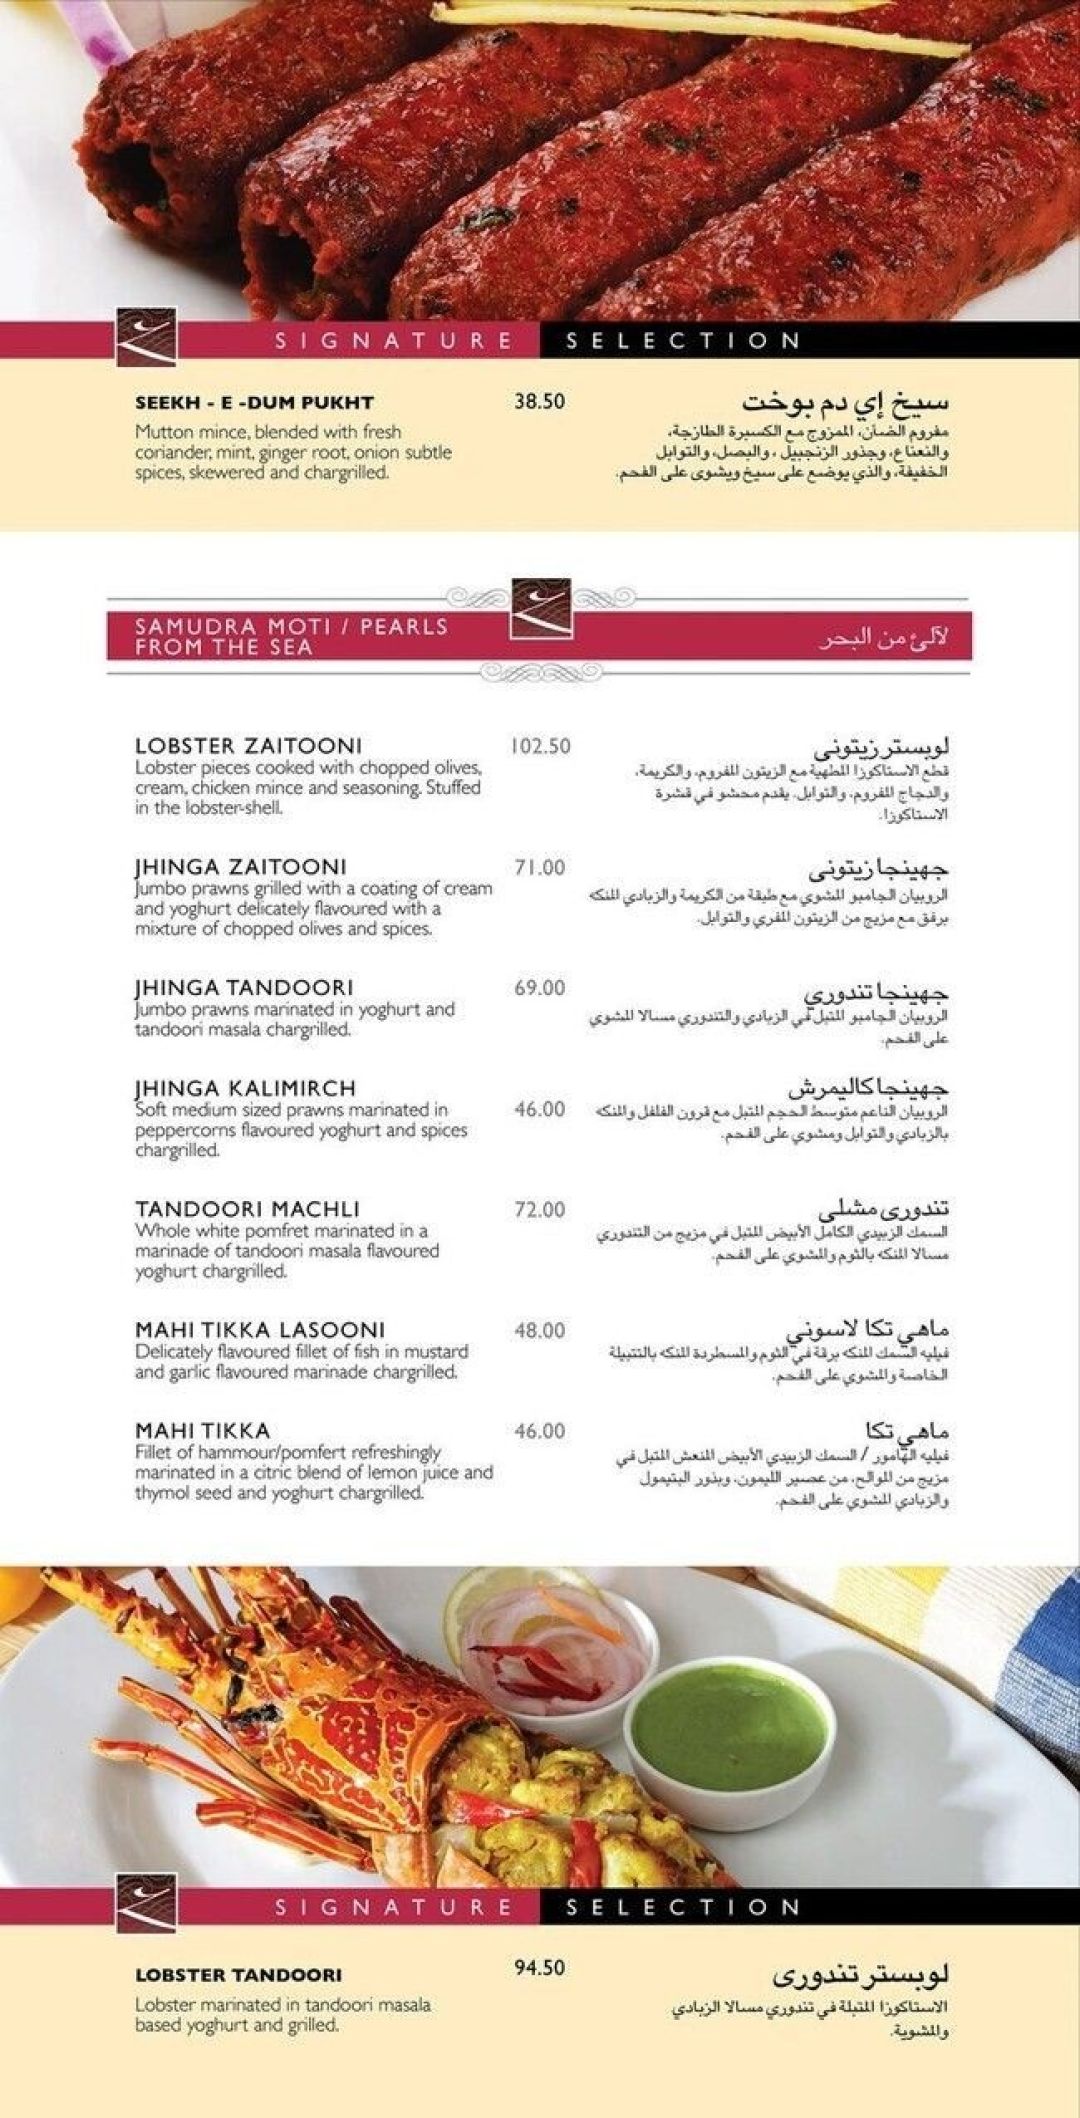 SIGNATURE SELECTION
SEEKH - E -DUM PUKHT 38.50 سيخ إي دم بوخت
Mutton mince, blended with fresh
coriander, mint, ginger root, onion subtle
spices, skewered and chargrilled.
مفروم الضأن، الممزوج مع الكسبرة الطازجة،
والنعناع، وجذور الزنجبيل، والبصل، والتوابل
الخفيفة، والذي يوضع على سيخ ويشوى على الفحم.
SAMUDRA MOTI / PEARLS
FROM THE SEA
لآلئ من البحر
LOBSTER ZAITOONI 102.50 لوبستر زيتونى
Lobster pieces cooked with chopped olives,
cream, chicken mince and seasoning. Stuffed
in the lobster-shell.
قطع الاستاكوزا المطهية مع الزيتون المفروم، والكريمة،
والدجاج المفروم، والتوابل. يقدم محشو في قشرة
الاستاكوزا.
JHINGA ZAITOONI 71.00 جهينجا زيتونى
Jumbo prawns grilled with a coating of cream
and yoghurt delicately flavoured with a
mixture of chopped olives and spices.
الروبيان الجامبو المشوي مع طبقة من الكريمة والزبادي المنكه
برفق مع مزيج من الزيتون المفري والتوابل.
JHINGA TANDOORI 69.00 جهينجا تندوري
Jumbo prawns marinated in yoghurt and
tandoori masala chargrilled.
الروبيان الجامبو المتبل في الزبادي والتندوري مسالا المشوي
على الفحم.
JHINGA KALIMIRCH جهينجا كاليمرش
Soft medium sized prawns marinated in 46.00
peppercorns flavoured yoghurt and spices
chargrilled.
الروبيان الناعم متوسط الحجم المتبل مع قرون الفلفل والمنكه
بالزبادي والتوابل ومشوي على الفحم.
TANDOORI MACHLI 72.00 تندورى مشلى
Whole white pomfret marinated in a
marinade of tandoori masala flavoured
yoghurt chargrilled.
السمك الزبيدي الكامل الأبيض المتبل في مزيج من التندوري
مسالا المنكه بالثوم والمشوي على الفحم.
MAHI TIKKA LASOONI 48.00 ماهي تكا لاسوني
Delicately flavoured fillet of fish in mustard
and garlic flavoured marinade chargrilled.
فيليه السمك المنكه برقة في الثوم والمسطردة المنكه بالتتبيلة
الخاصة والمشوي على الفحم.
MAHI TIKKA 46.00 ماهي تكا
Fillet of hammour/pomfert refreshingly
marinated in a citric blend of lemon juice and
thymol seed and yoghurt chargrilled.
فيليه الهامور / السمك الزبيدي الأبيض المنعش المتبل في
مزيج من الموالح، من عصير الليمون، وبذور البتيمول
والزبادي المشوي على الفحم.
SIGNATURE SELECTION
LOBSTER TANDOORI 94.50 لوبستر تندورى
Lobster marinated in tandoori masala
based yoghurt and grilled.
الاستاكوزا المتبلة في تندوري مسالا الزبادي
والمشوية.